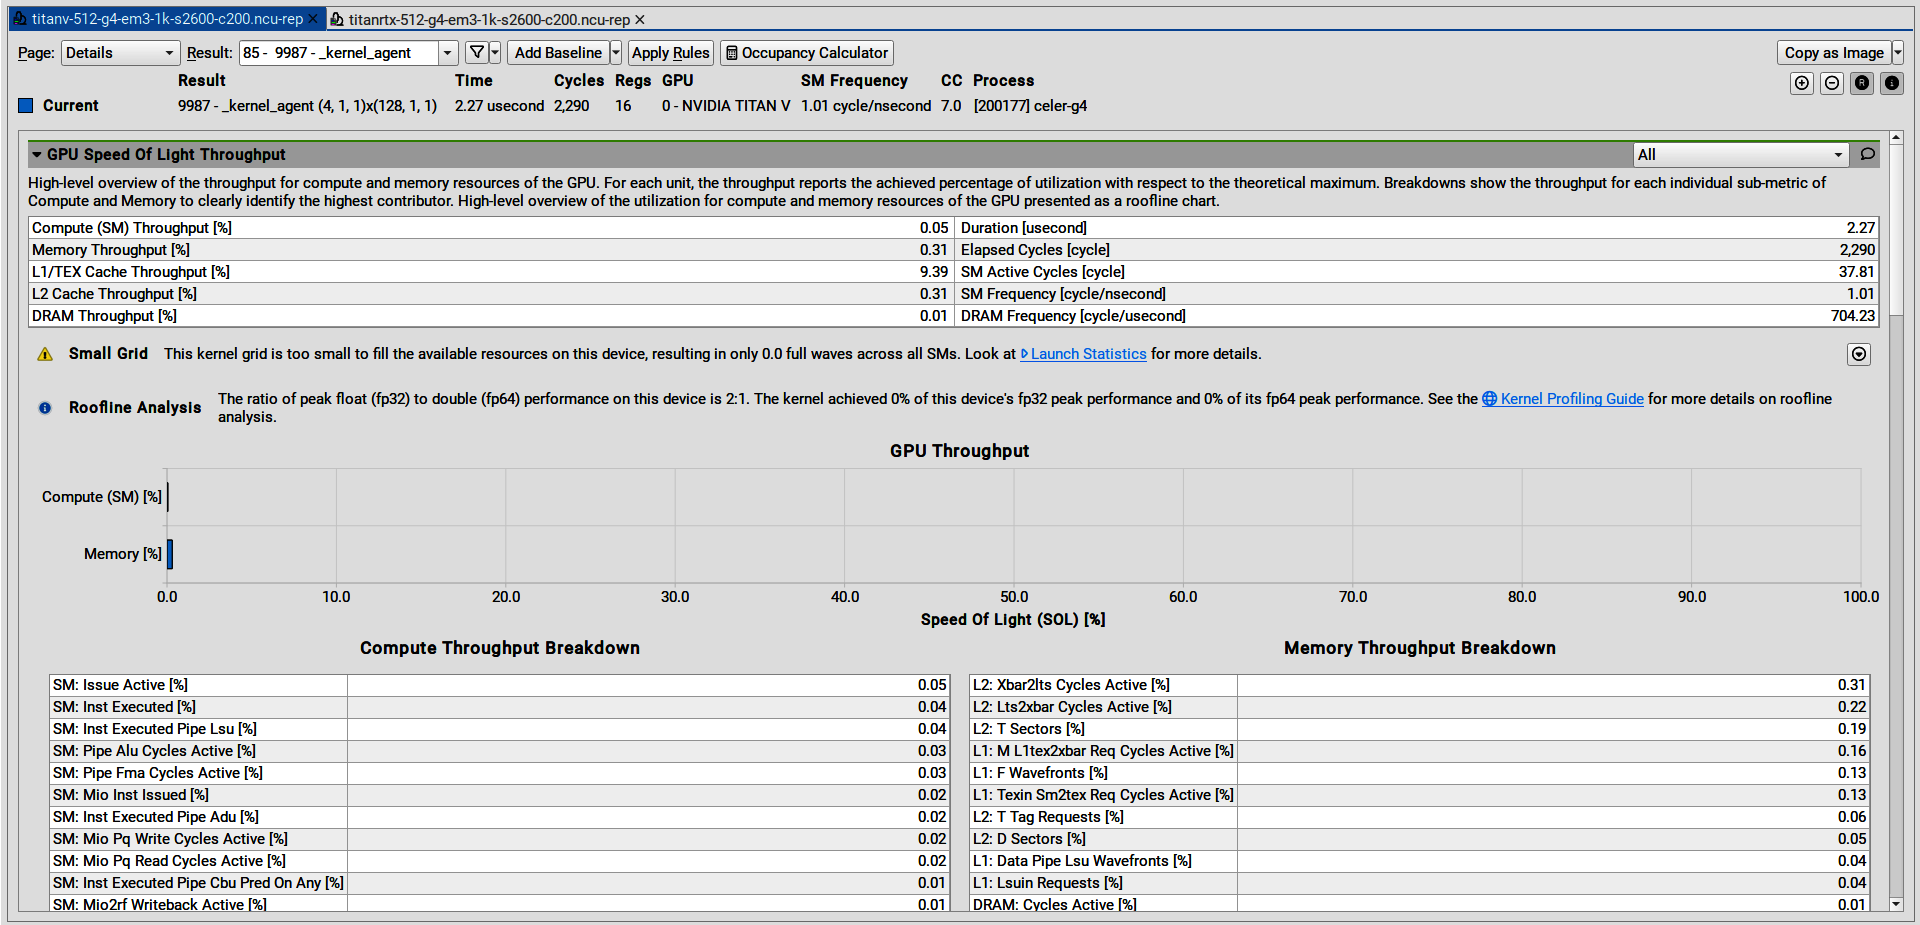 titanv-512-g4-em3-1k-s2600-c200.ncu-rep × titanrtx-512-g4-em3-1k-s2600-c200.ncu-rep ×
Page: Details Result: 85 - 9987 - _kernel_agent Add Baseline Apply Rules Occupancy Calculator Copy as Image
Result Time Cycles Regs GPU SM Frequency CC Process
Current 9987 - _kernel_agent (4, 1, 1)x(128, 1, 1) 2.27 usecond 2,290 16 0 - NVIDIA TITAN V 1.01 cycle/nsecond 7.0 [200177] celer-g4
GPU Speed Of Light Throughput All
High-level overview of the throughput for compute and memory resources of the GPU. For each unit, the throughput reports the achieved percentage of utilization with respect to the theoretical maximum. Breakdowns show the throughput for each individual sub-metric of
Compute and Memory to clearly identify the highest contributor. High-level overview of the utilization for compute and memory resources of the GPU presented as a roofline chart.
Compute (SM) Throughput [%] 0.05 Duration [usecond] 2.27
Memory Throughput [%] 0.31 Elapsed Cycles [cycle] 2,290
L1/TEX Cache Throughput [%] 9.39 SM Active Cycles [cycle] 37.81
L2 Cache Throughput [%] 0.31 SM Frequency [cycle/nsecond] 1.01
DRAM Throughput [%] 0.01 DRAM Frequency [cycle/usecond] 704.23
Small Grid This kernel grid is too small to fill the available resources on this device, resulting in only 0.0 full waves across all SMs. Look at Launch Statistics for more details.
Roofline Analysis The ratio of peak float (fp32) to double (fp64) performance on this device is 2:1. The kernel achieved 0% of this device's fp32 peak performance and 0% of its fp64 peak performance. See the Kernel Profiling Guide for more details on roofline
analysis.
GPU Throughput
Compute (SM) [%]
Memory [%]
0.0 10.0 20.0 30.0 40.0 50.0 60.0 70.0 80.0 90.0 100.0
Speed Of Light (SOL) [%]
Compute Throughput Breakdown Memory Throughput Breakdown
SM: Issue Active [%] 0.05 L2: Xbar2lts Cycles Active [%] 0.31
SM: Inst Executed [%] 0.04 L2: Lts2xbar Cycles Active [%] 0.22
SM: Inst Executed Pipe Lsu [%] 0.04 L2: T Sectors [%] 0.19
SM: Pipe Alu Cycles Active [%] 0.03 L1: M L1tex2xbar Req Cycles Active [%] 0.16
SM: Pipe Fma Cycles Active [%] 0.03 L1: F Wavefronts [%] 0.13
SM: Mio Inst Issued [%] 0.02 L1: Texin Sm2tex Req Cycles Active [%] 0.13
SM: Inst Executed Pipe Adu [%] 0.02 L2: T Tag Requests [%] 0.06
SM: Mio Pq Write Cycles Active [%] 0.02 L2: D Sectors [%] 0.05
SM: Mio Pq Read Cycles Active [%] 0.02 L1: Data Pipe Lsu Wavefronts [%] 0.04
SM: Inst Executed Pipe Cbu Pred On Any [%] 0.01 L1: Lsuin Requests [%] 0.04
SM: Mio2rf Writeback Active [%] 0.01 DRAM: Cycles Active [%] 0.01